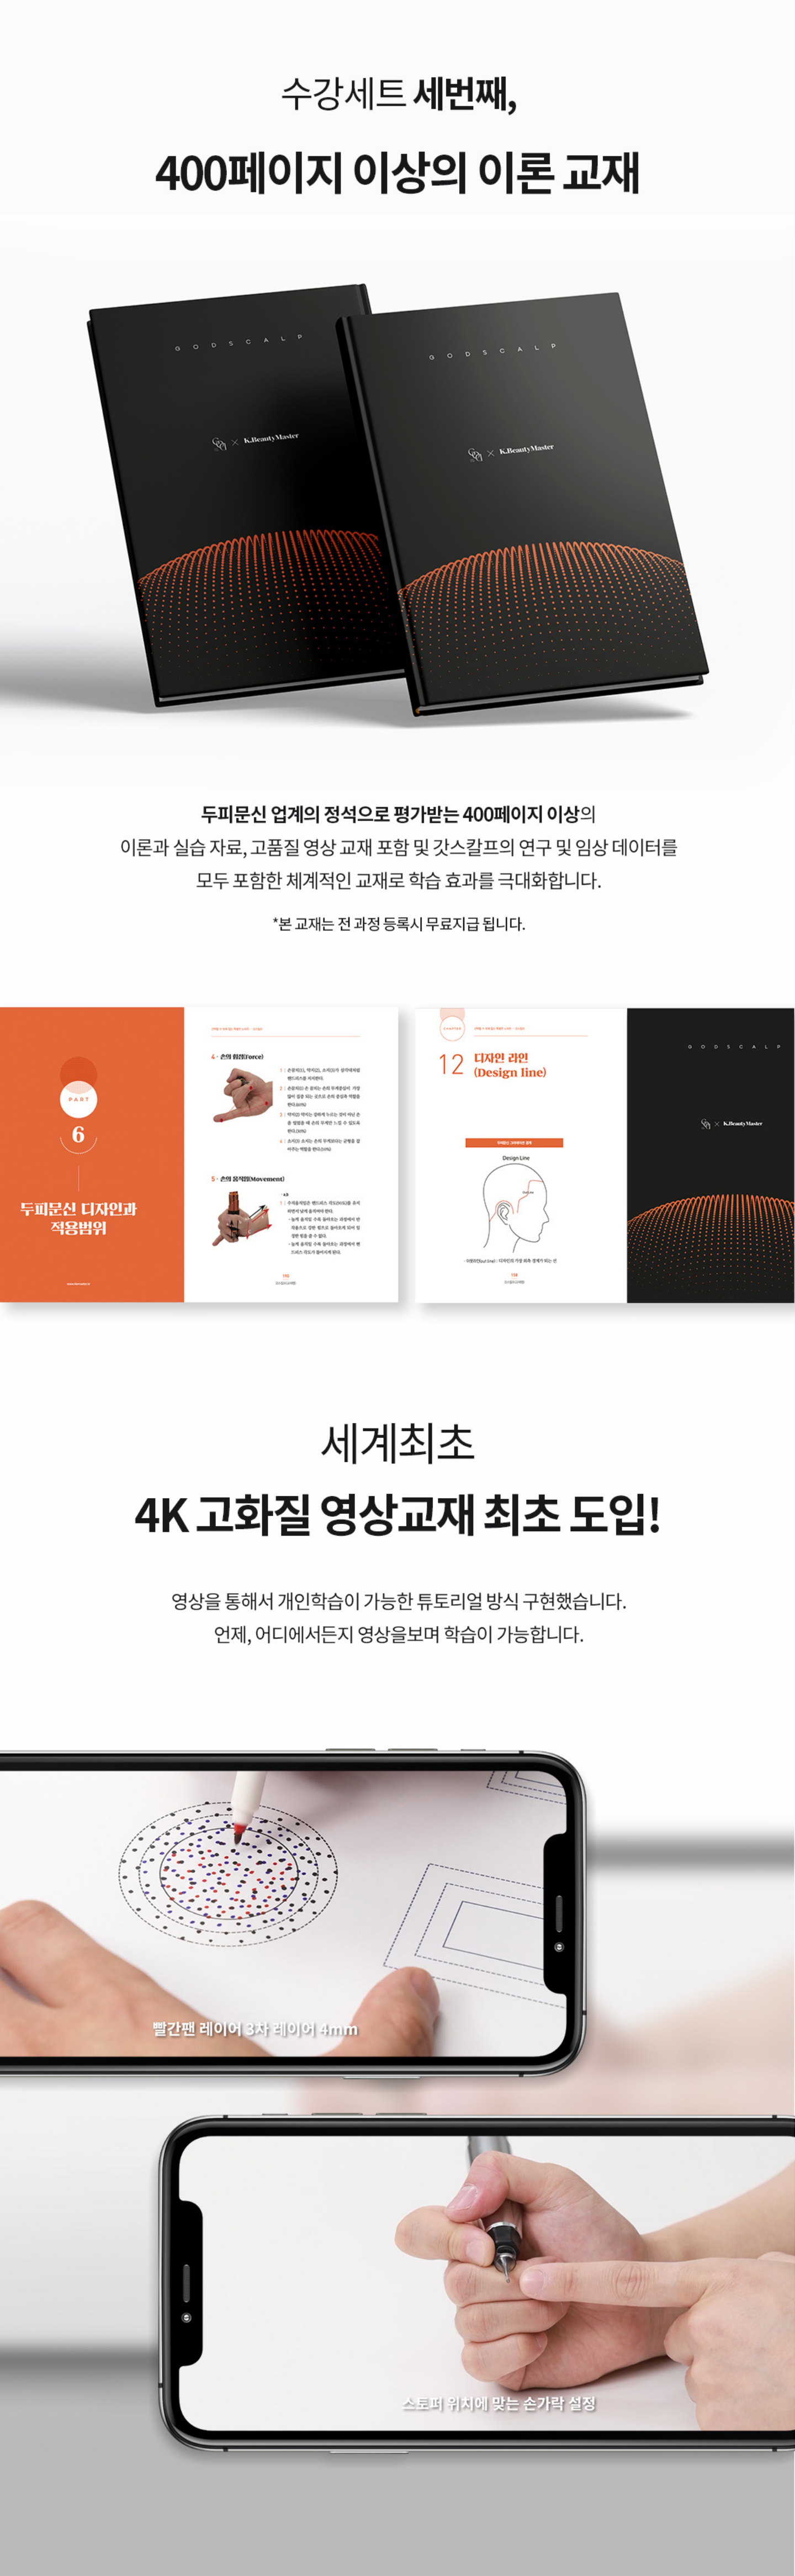 수강세트 세번째,
400페이지 이상의 이론 교재
GODSCALP
K.BeautyMaster
GODSCALP
K.BeautyMaster
두피문신 업계의 정석으로 평가받는 400페이지 이상의
이론과 실습 자료, 고품질 영상 교재 포함 및 갓스칼프의 연구 및 임상 데이터를
모두 포함한 체계적인 교재로 학습 효과를 극대화합니다.
*본 교재는 전 과정 등록시 무료지급 됩니다.
PART
6
두피문신 디자인과
적용범위
4 · 손의 힘점(Force)
5 · 손의 움직임(Movement)
CHAPTER
12 디자인 라인
(Design line)
Design Line
GODSCALP
K.BeautyMaster
세계최초
4K 고화질 영상교재 최초 도입!
영상을 통해서 개인학습이 가능한 튜토리얼 방식 구현했습니다.
언제, 어디에서든지 영상을보며 학습이 가능합니다.
빨간팬 레이어 3차 레이어 4mm
스토퍼 위치에 맞는 손가락 설정